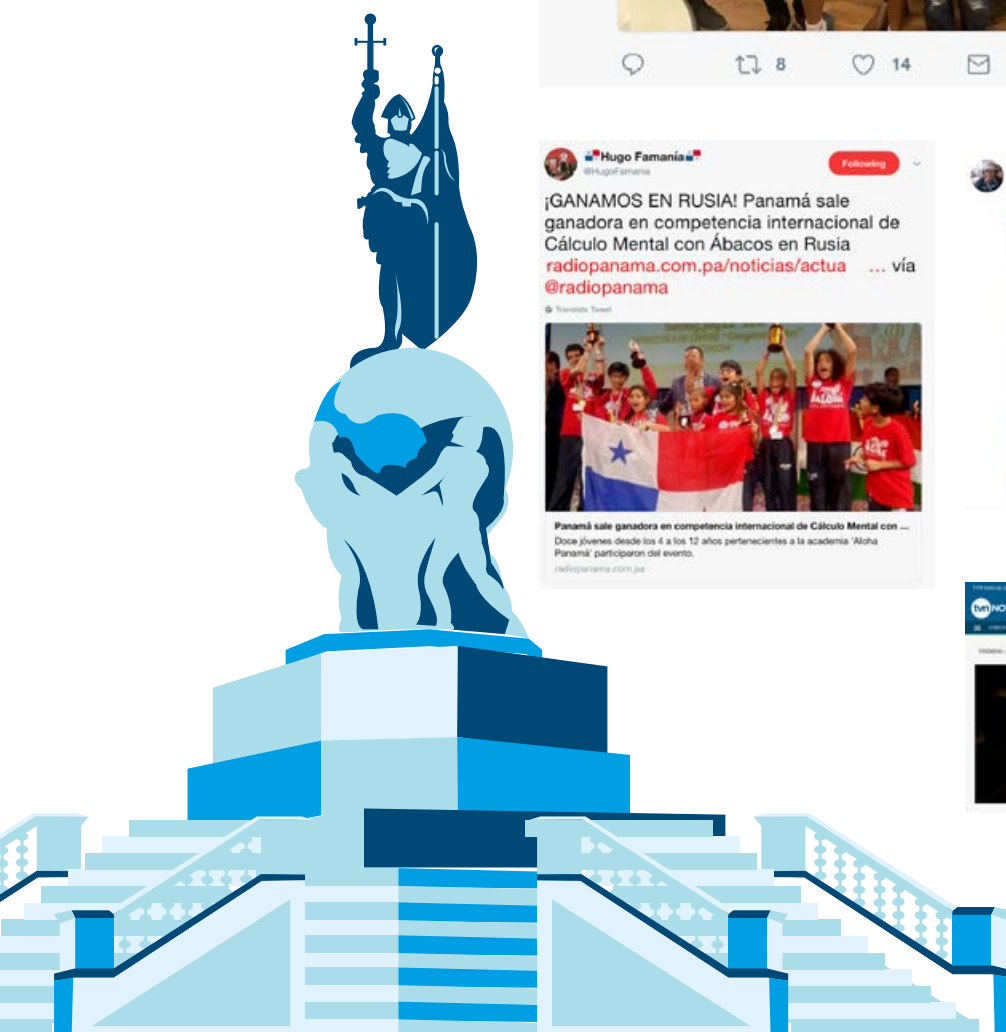 8 14
Hugo Famanía
@HugoFamania
Following
¡GANAMOS EN RUSIA! Panamá sale
ganadora en competencia internacional de
Cálculo Mental con Ábacos en Rusia
radiopanama.com.pa/noticias/actua ... vía
@radiopanama
Translate Tweet
Panamá sale ganadora en competencia internacional de Cálculo Mental con ...
Doce jóvenes desde los 4 a los 12 años pertenecientes a la academia 'Aloha
Panamá' participaron del evento.
radiopanama.com.pa
tvn NO